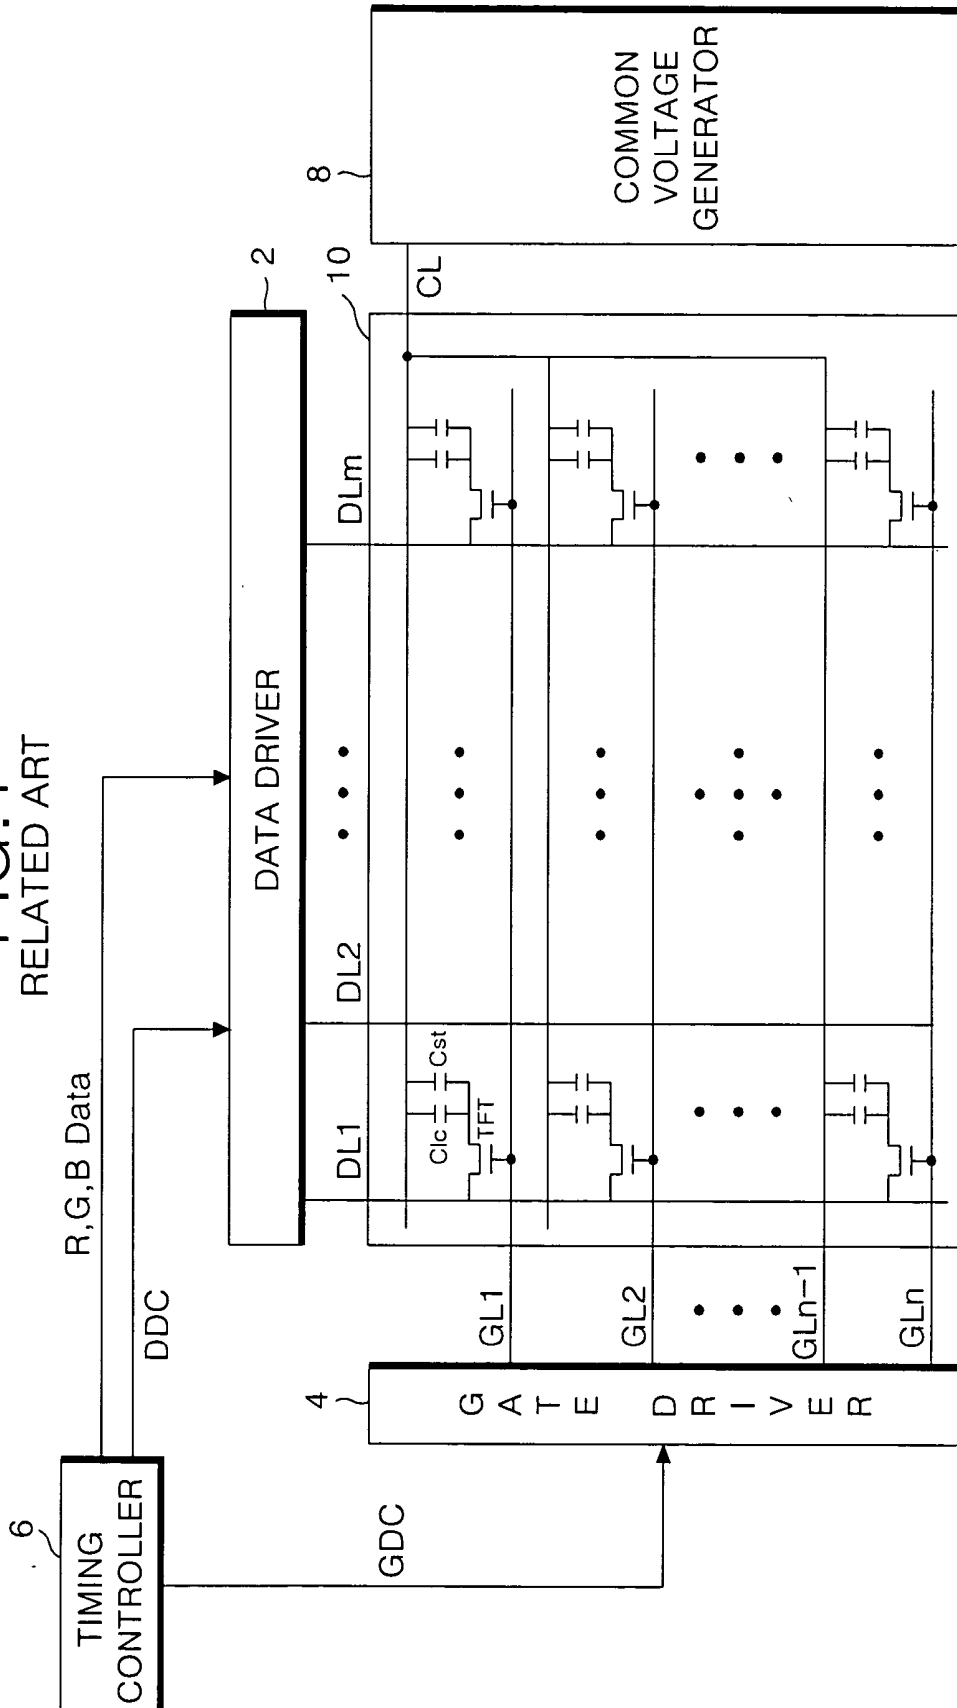 RELATED ART
6
TIMING
CONTROLLER
R,G,B Data
DDC
GDC
DATA DRIVER
2
4
GATE DRIVER
DL1
DL2
DLm
10
8
CL
COMMON
VOLTAGE
GENERATOR
Clc
Cst
TFT
GL1
GL2
GLn-1
GLn